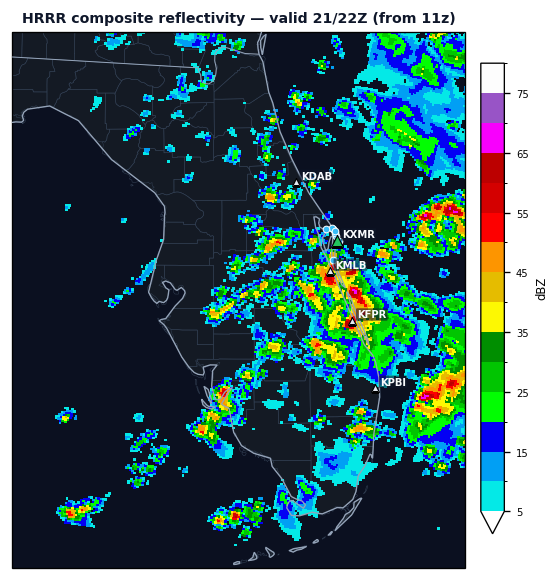 HRRR composite reflectivity — valid 21/22Z (from 11z)
KDAB
KXMR
KMLB
KFPR
KPBI
75
65
55
45
35
25
15
5
dBZ